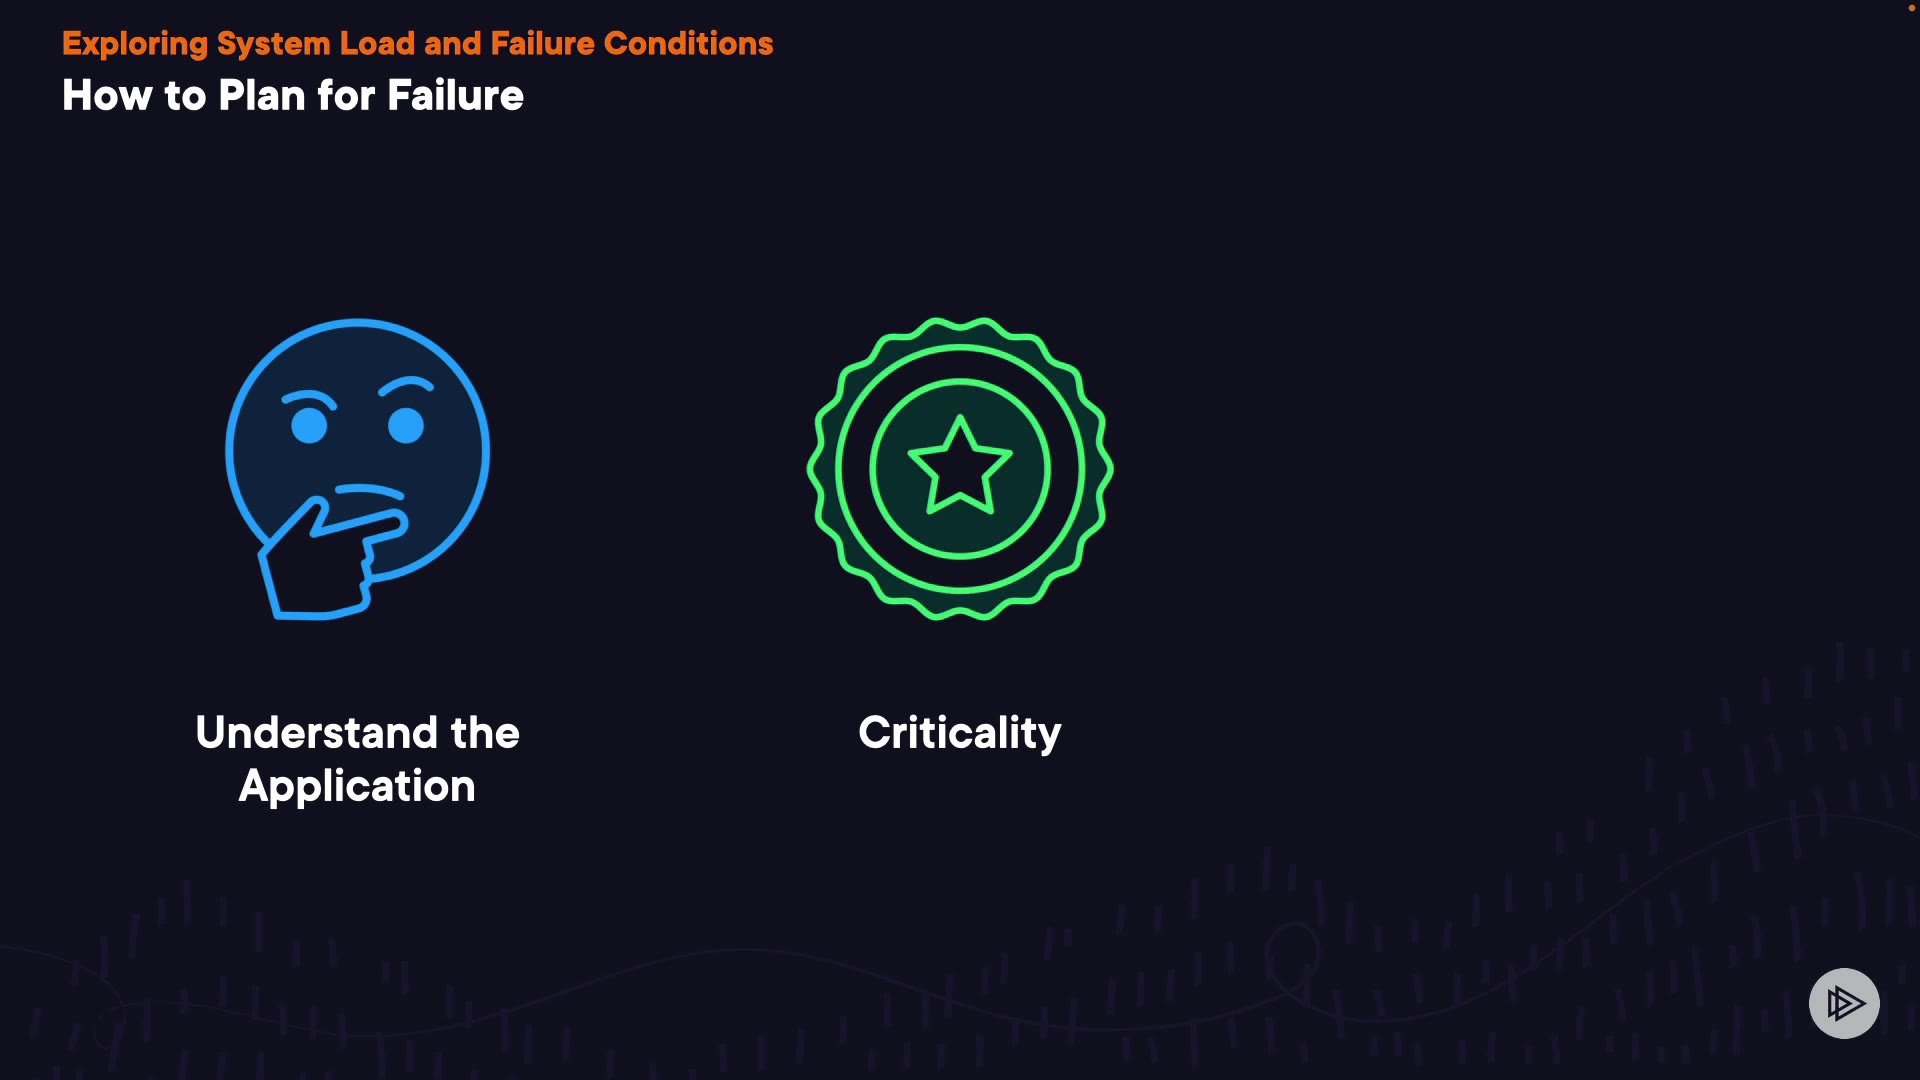 Exploring System Load and Failure Conditions
How to Plan for Failure
Understand the
Application
Criticality